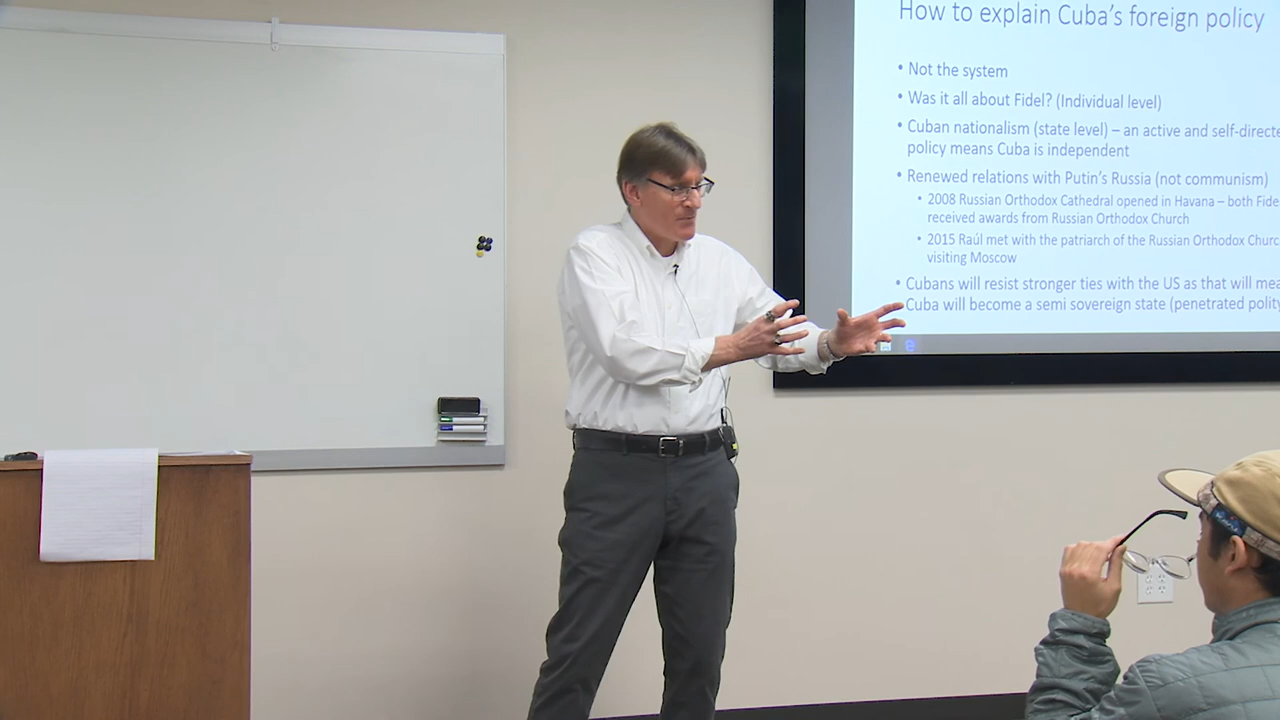 How to explain Cuba's foreign policy
• Not the system
• Was it all about Fidel? (Individual level)
• Cuban nationalism (state level) – an active and self-directe
policy means Cuba is independent
• Renewed relations with Putin's Russia (not communism)
• 2008 Russian Orthodox Cathedral opened in Havana – both Fide
received awards from Russian Orthodox Church
• 2015 Raúl met with the patriarch of the Russian Orthodox Churc
visiting Moscow
• Cubans will resist stronger ties with the US as that will mea
Cuba will become a semi sovereign state (penetrated polit